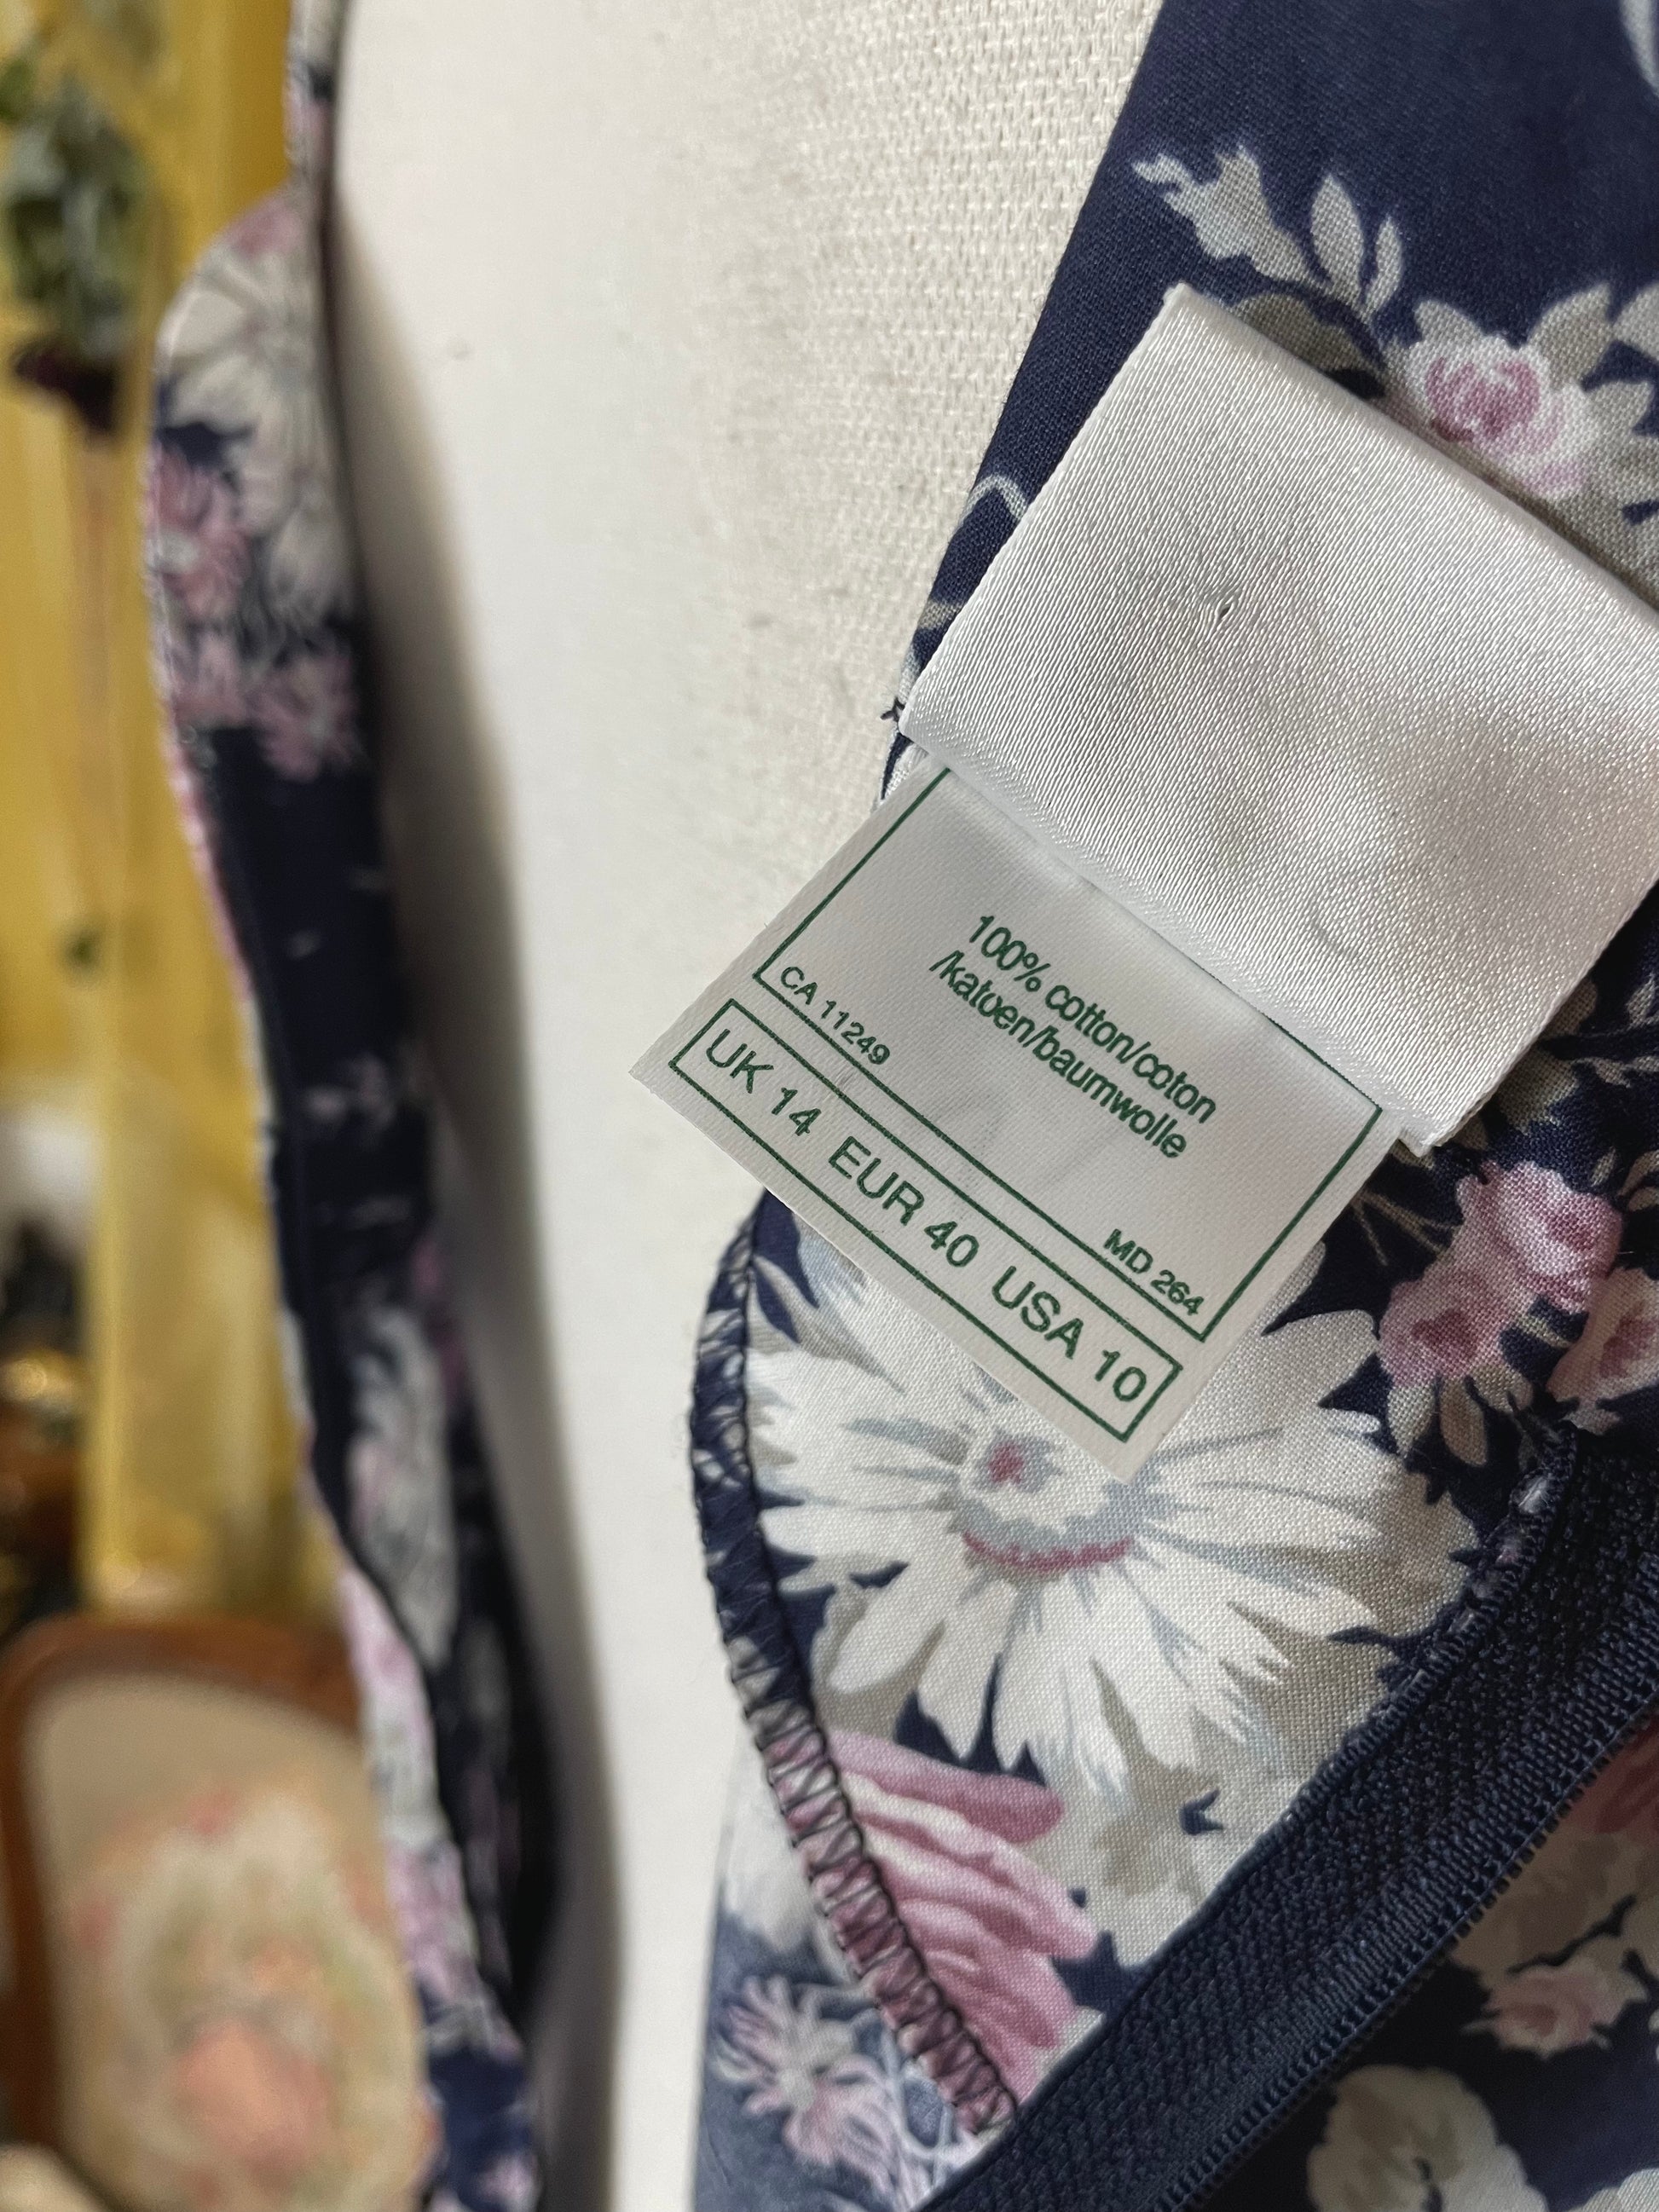 100% cotton/coton
/katoen/baumwolle
CA 11249
MD 264
UK 14 EUR 40 USA 10